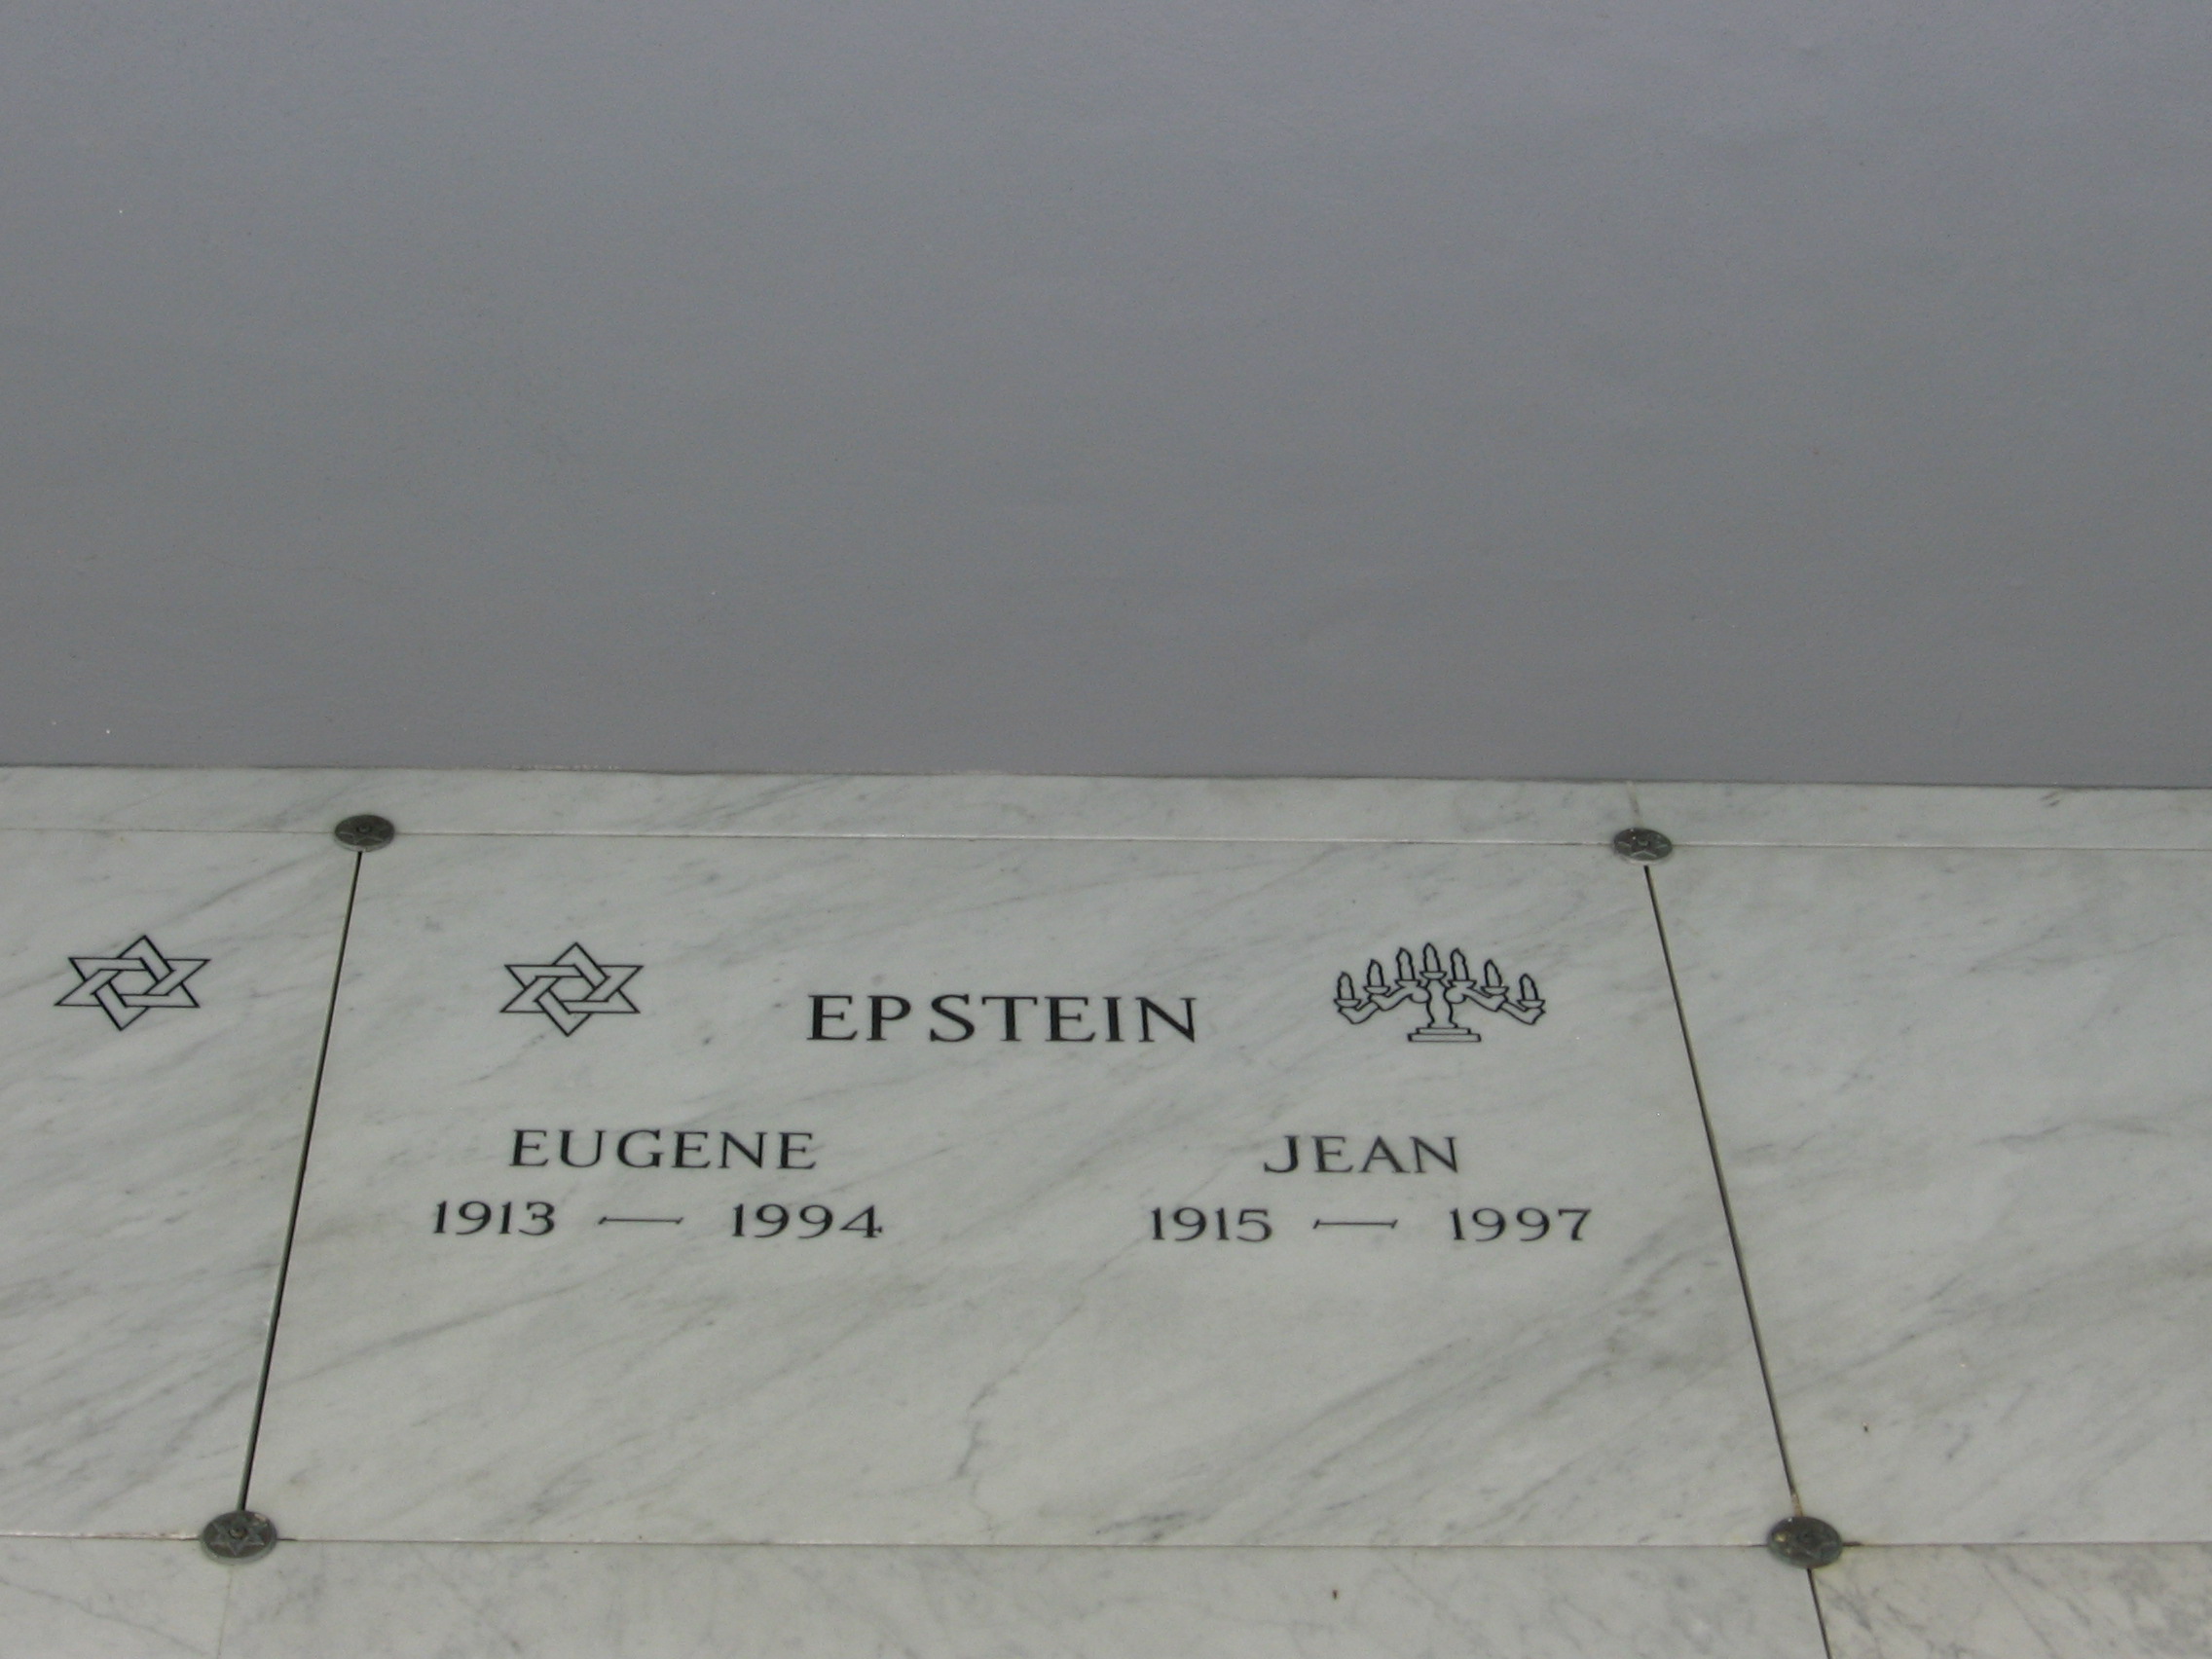 EPSTEIN
EUGENE JEAN
1913 — 1994 1915 — 1997